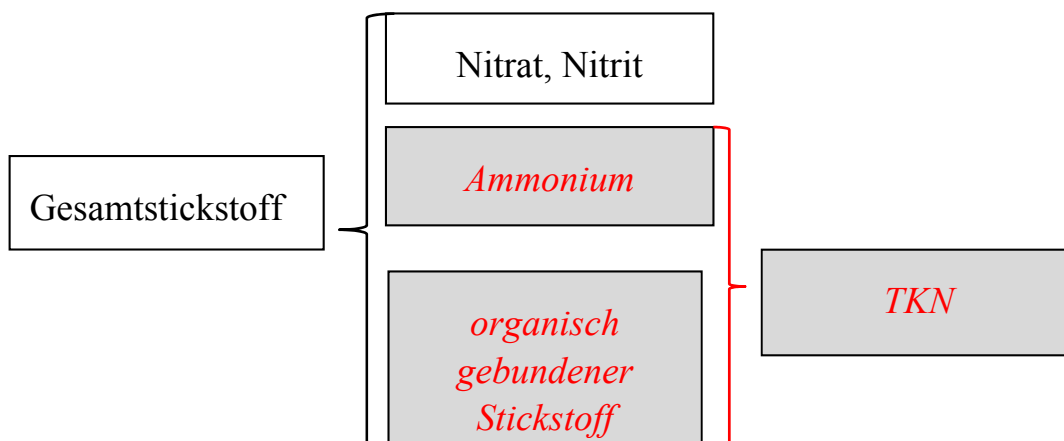 Nitrat, Nitrit
Ammonium
Gesamtstickstoff
organisch
gebundener
Stickstoff
TKN